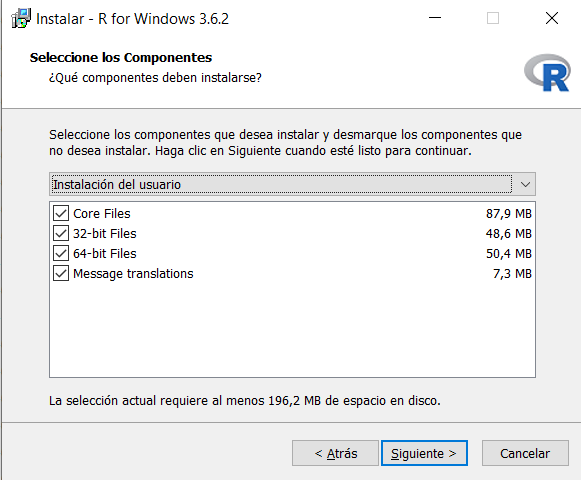 Instalar - R for Windows 3.6.2
Seleccione los Componentes
¿Qué componentes deben instalarse?
R
Seleccione los componentes que desea instalar y desmarque los componentes que
no desea instalar. Haga clic en Siguiente cuando esté listo para continuar.
Instalación del usuario
Core Files 87,9 MB
32-bit Files 48,6 MB
64-bit Files 50,4 MB
Message translations 7,3 MB
La selección actual requiere al menos 196,2 MB de espacio en disco.
< Atrás Siguiente > Cancelar